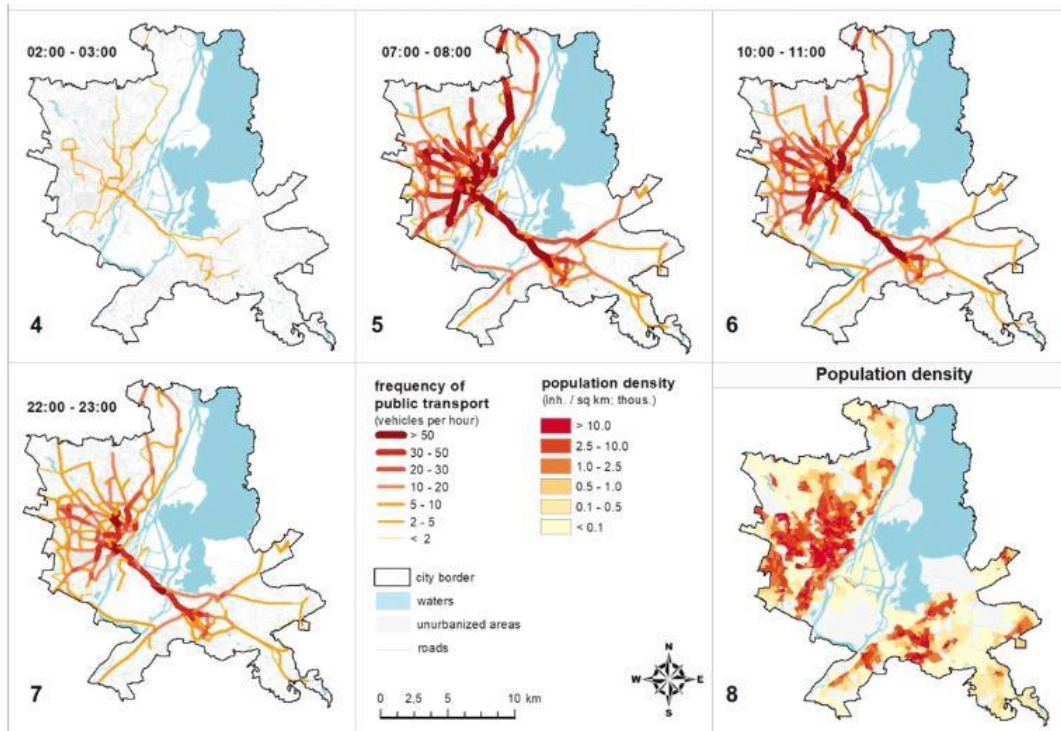 02:00 - 03:00
4
07:00 - 08:00
5
10:00 - 11:00
6
22:00 - 23:00
7
frequency of
public transport
(vehicles per hour)
> 50
30 - 50
20 - 30
10 - 20
5 - 10
2 - 5
< 2
population density
(inh. / sq km; thous.)
> 10.0
2.5 - 10.0
1.0 - 2.5
0.5 - 1.0
0.1 - 0.5
< 0.1
city border
waters
unurbanized areas
roads
0 2,5 5 10 km
N
W E
S
Population density
8